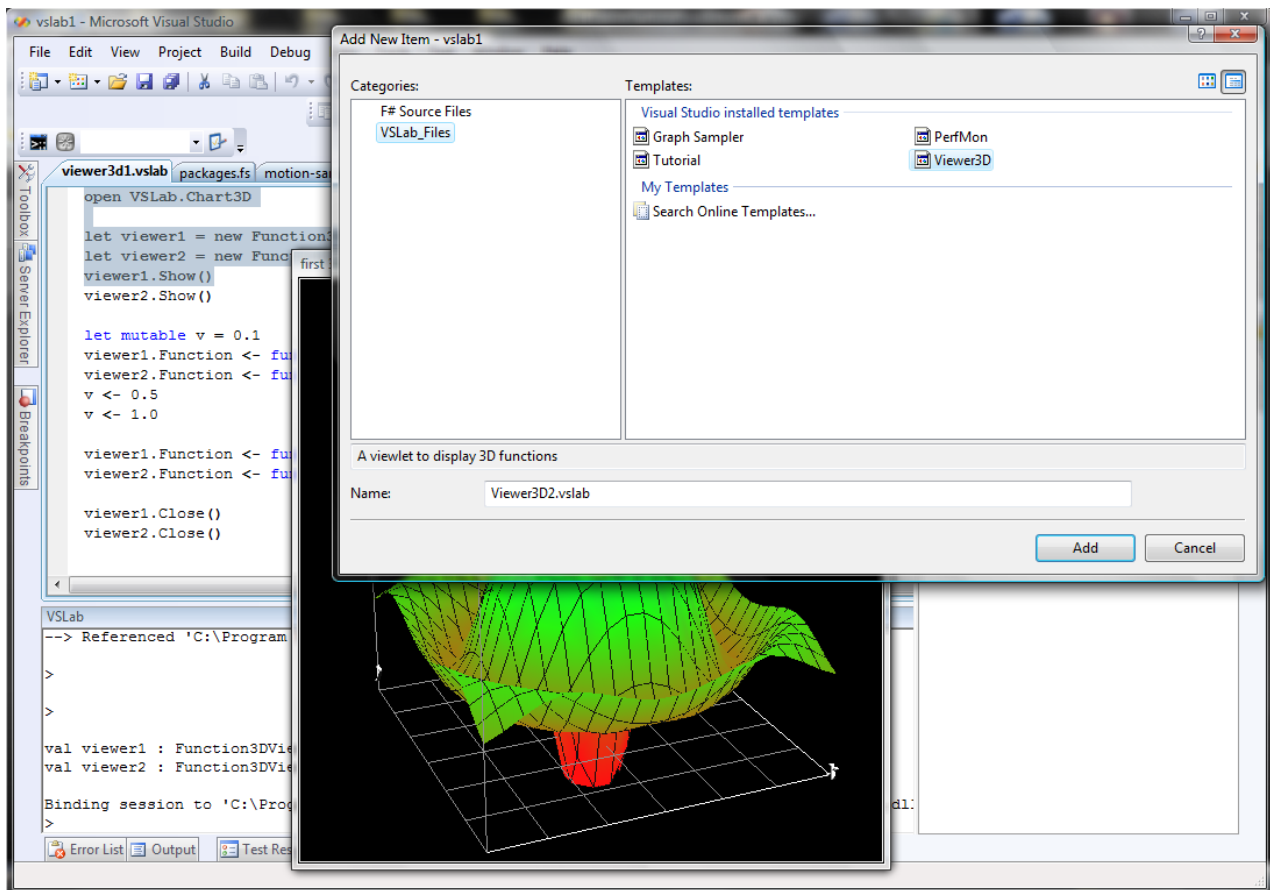 vslab1 - Microsoft Visual Studio
File Edit View Project Build Debug
viewer3d1.vslab packages.fs
Toolbox
Server Explorer
Breakpoints
open VSLab.Chart3D
let viewer1 = new
let viewer2 = new
viewer1.Show()
viewer2.Show()
let mutable v = 0.1
viewer1.Function <-
viewer2.Function <-
v <- 0.5
v <- 1.0
viewer1.Function <-
viewer2.Function <-
viewer1.Close()
viewer2.Close()
first
Add New Item - vslab1
Categories:
F# Source Files
VSLab_Files
Templates:
Visual Studio installed templates
Graph Sampler
PerfMon
Tutorial
Viewer3D
My Templates
Search Online Templates...
A viewlet to display 3D functions
Name: Viewer3D2.vslab
Add Cancel
VSLab
--> Referenced 'C:\Program
>
>
val viewer1 : Function3DVie
val viewer2 : Function3DVie
Binding session to 'C:\Prog
>
Error List Output Test Res